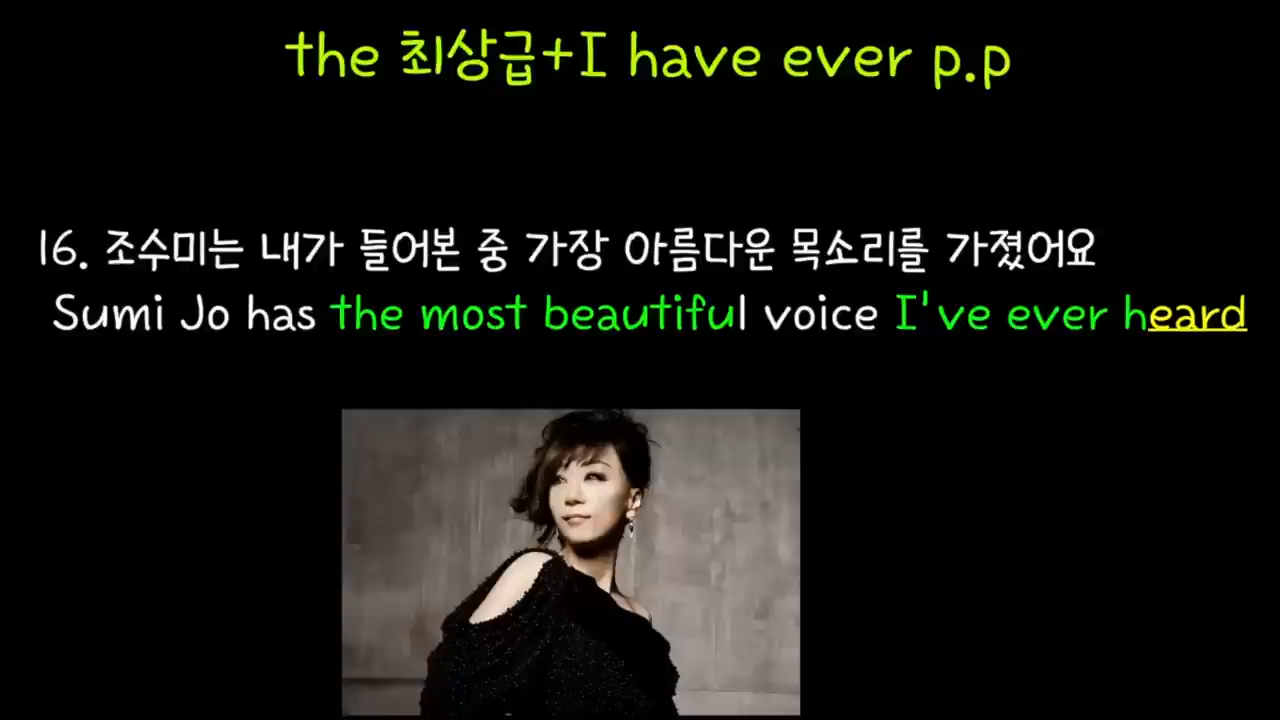 the 최상급+I have ever p.p
16. 조수미는 내가 들어본 중 가장 아름다운 목소리를 가졌어요
Sumi Jo has the most beautiful voice I've ever heard